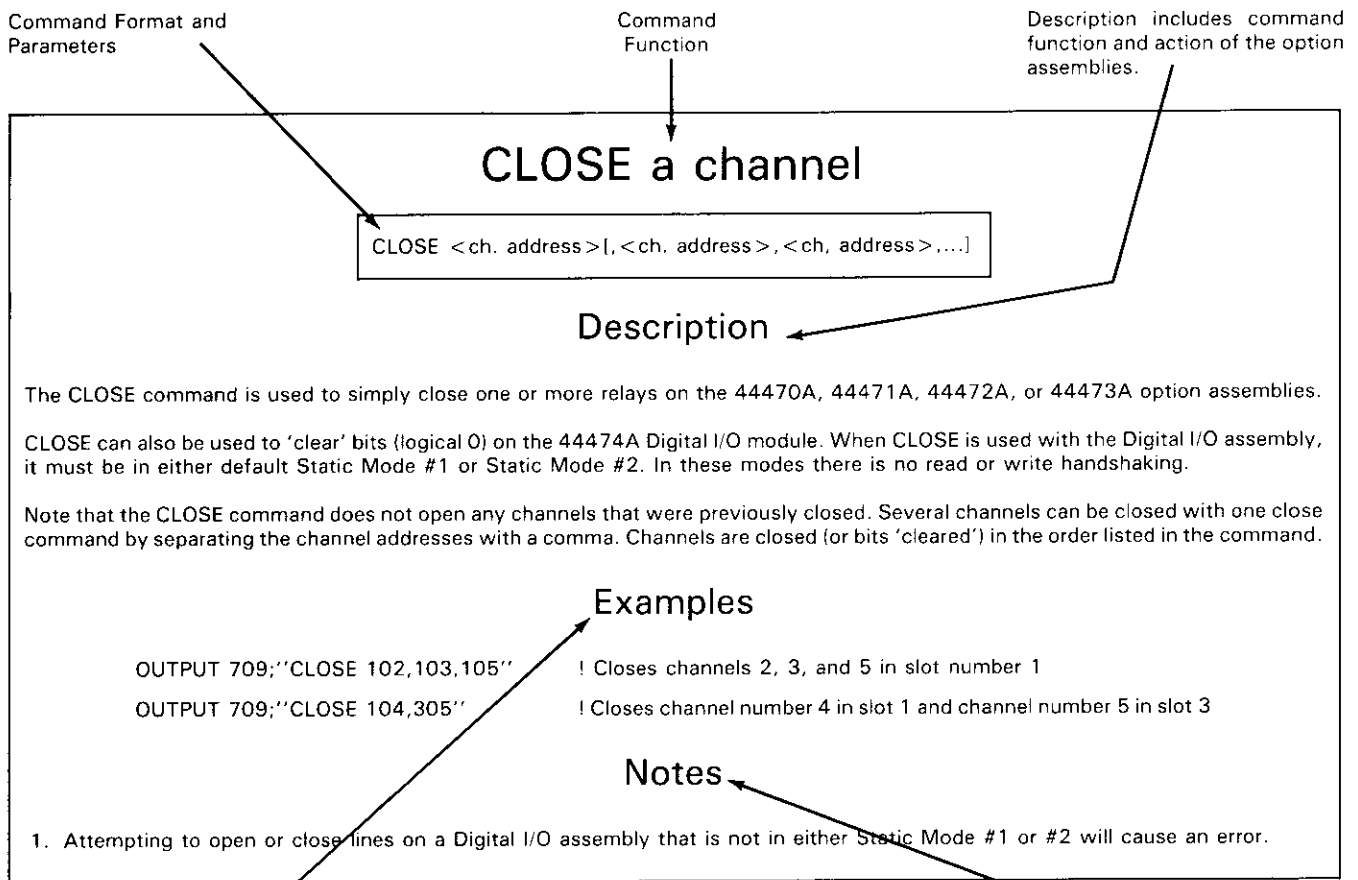 Command Format and
Parameters
Command
Function
Description includes command
function and action of the option
assemblies.
CLOSE a channel
CLOSE <ch. address>[,<ch. address>,<ch, address>,...]
Description
The CLOSE command is used to simply close one or more relays on the 44470A, 44471A, 44472A, or 44473A option assemblies.
CLOSE can also be used to 'clear' bits (logical 0) on the 44474A Digital I/O module. When CLOSE is used with the Digital I/O assembly,
it must be in either default Static Mode #1 or Static Mode #2. In these modes there is no read or write handshaking.
Note that the CLOSE command does not open any channels that were previously closed. Several channels can be closed with one close
command by separating the channel addresses with a comma. Channels are closed (or bits 'cleared') in the order listed in the command.
Examples
OUTPUT 709;''CLOSE 102,103,105'' ! Closes channels 2, 3, and 5 in slot number 1
OUTPUT 709;''CLOSE 104,305'' ! Closes channel number 4 in slot 1 and channel number 5 in slot 3
Notes
1. Attempting to open or close lines on a Digital I/O assembly that is not in either Static Mode #1 or #2 will cause an error.